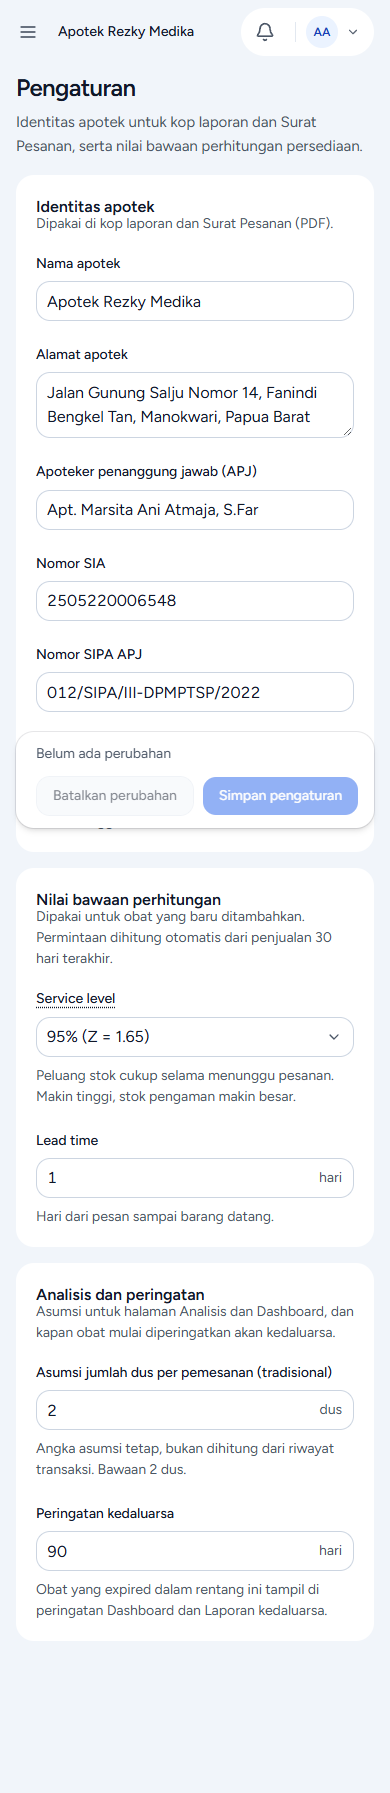 Apotek Rezky Medika
AA
Pengaturan
Identitas apotek untuk kop laporan dan Surat
Pesanan, serta nilai bawaan perhitungan persediaan.
Identitas apotek
Dipakai di kop laporan dan Surat Pesanan (PDF).
Nama apotek
Apotek Rezky Medika
Alamat apotek
Jalan Gunung Salju Nomor 14, Fanindi
Bengkel Tan, Manokwari, Papua Barat
Apoteker penanggung jawab (APJ)
Apt. Marsita Ani Atmaja, S.Far
Nomor SIA
2505220006548
Nomor SIPA APJ
012/SIPA/III-DPMPTSP/2022
Belum ada perubahan
Batalkan perubahan
Simpan pengaturan
Nilai bawaan perhitungan
Dipakai untuk obat yang baru ditambahkan.
Permintaan dihitung otomatis dari penjualan 30
hari terakhir.
Service level
95% (Z = 1.65)
Peluang stok cukup selama menunggu pesanan.
Makin tinggi, stok pengaman makin besar.
Lead time
1 hari
Hari dari pesan sampai barang datang.
Analisis dan peringatan
Asumsi untuk halaman Analisis dan Dashboard, dan
kapan obat mulai diperingatkan akan kedaluarsa.
Asumsi jumlah dus per pemesanan (tradisional)
2 dus
Angka asumsi tetap, bukan dihitung dari riwayat
transaksi. Bawaan 2 dus.
Peringatan kedaluarsa
90 hari
Obat yang expired dalam rentang ini tampil di
peringatan Dashboard dan Laporan kedaluarsa.